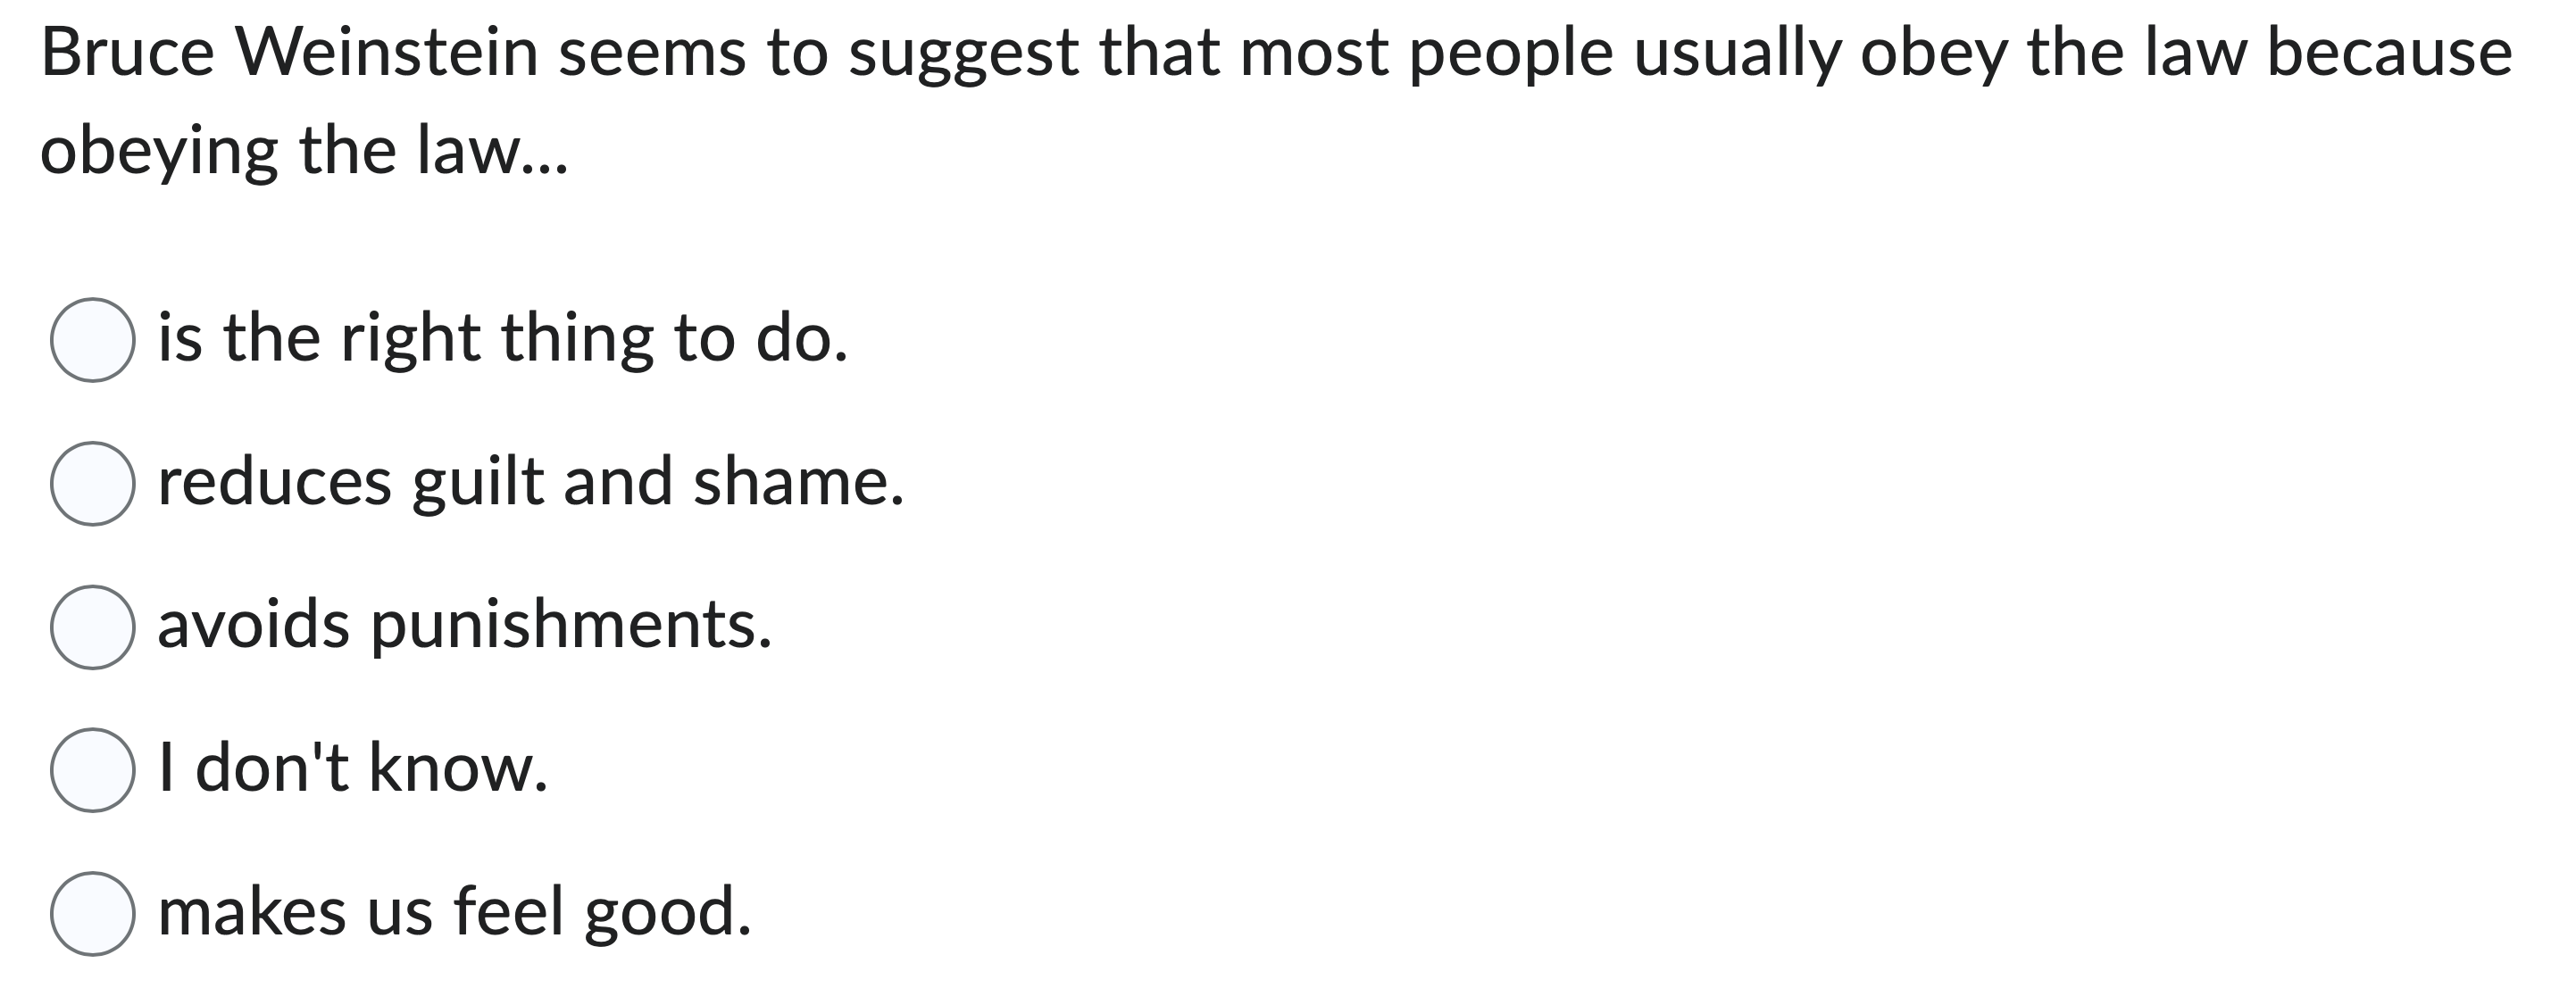 Bruce Weinstein seems to suggest that most people usually obey the law because
obeying the law...
is the right thing to do.
reduces guilt and shame.
avoids punishments.
I don't know.
makes us feel good.